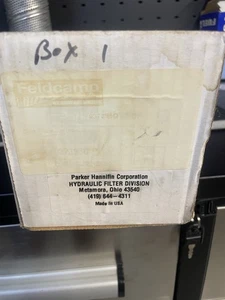 Box 1
Parker Hannifin Corporation
HYDRAULIC FILTER DIVISION
Metamora, Ohio 43540
(419) 644-4311
Made In USA